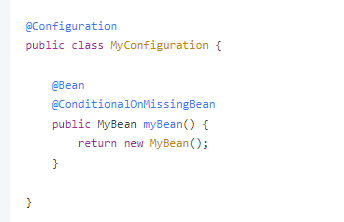 @Configuration
public class MyConfiguration {
@Bean
@ConditionalOnMissingBean
public MyBean myBean() {
return new MyBean();
}
}